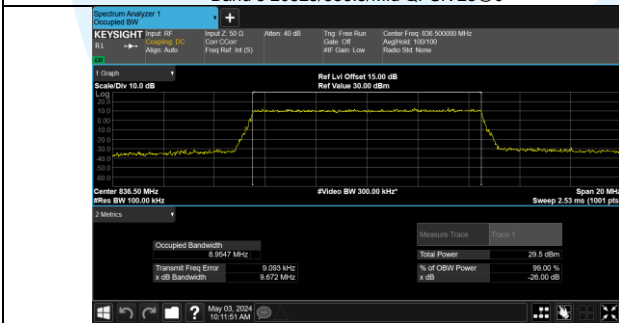 Spectrum Analyzer 1
Occupied BW
+
KEYSIGHT
Input: RF
Input Z: 50 Ω
Atten: 40 dB
Trig: Free Run
Center Freq: 836.500000 MHz
R L
Coupling: DC
Corr CCorr
Gate: Off
Avg|Hold: 100/100
Align: Auto
Freq Ref: Int (S)
#IF Gain: Low
Radio Std: None
1 Graph
Ref Lvl Offset 15.00 dB
Scale/Div 10.0 dB
Ref Value 30.00 dBm
Log
20.0
10.0
0.00
-10.0
-20.0
-30.0
-40.0
-50.0
-60.0
Center 836.50 MHz
#Video BW 300.00 kHz*
Span 20 MHz
#Res BW 100.00 kHz
Sweep 2.53 ms (1001 pts)
2 Metrics
Measure Trace
Trace 1
Occupied Bandwidth
8.9547 MHz
Total Power
29.5 dBm
Transmit Freq Error
9.093 kHz
% of OBW Power
99.00 %
x dB Bandwidth
9.672 MHz
x dB
-26.00 dB
?
May 03, 2024
10:11:51 AM